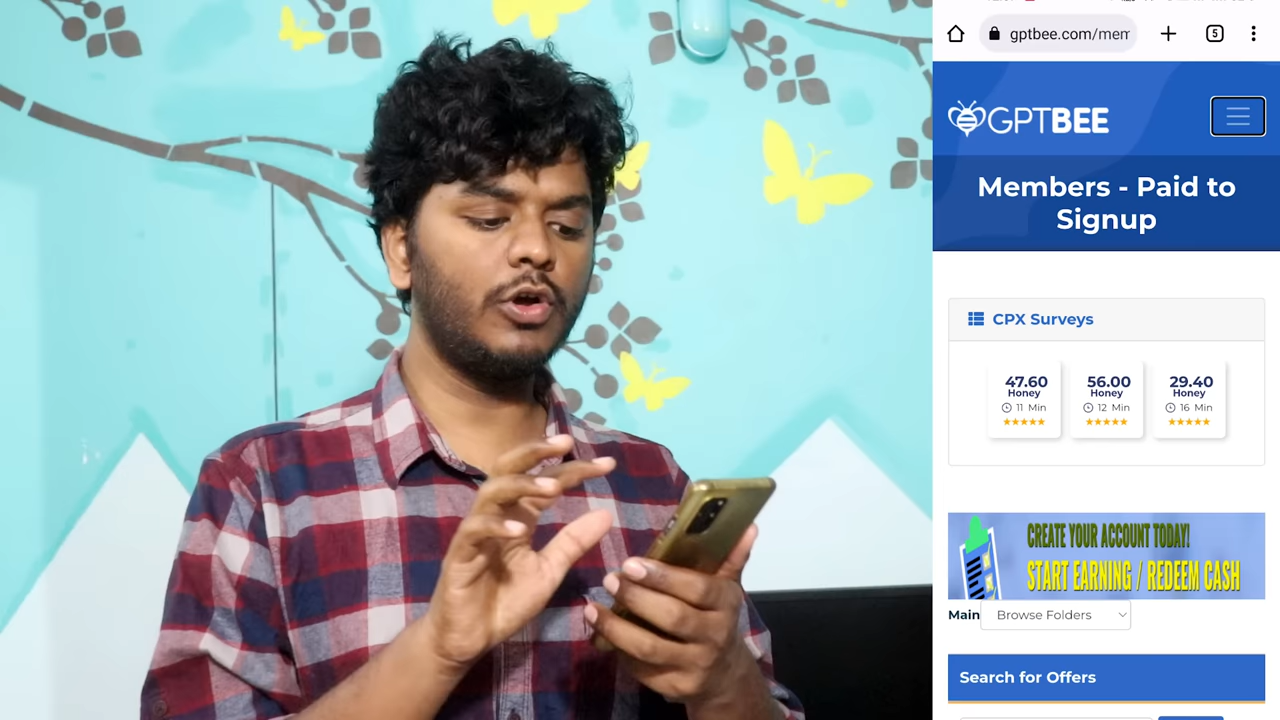 gptbee.com/mem
5
GPTBEE
Members - Paid to
Signup
CPX Surveys
47.60
Honey
11 Min
56.00
Honey
12 Min
29.40
Honey
16 Min
CREATE YOUR ACCOUNT TODAY!
START EARNING / REDEEM CASH
Main Browse Folders
Search for Offers